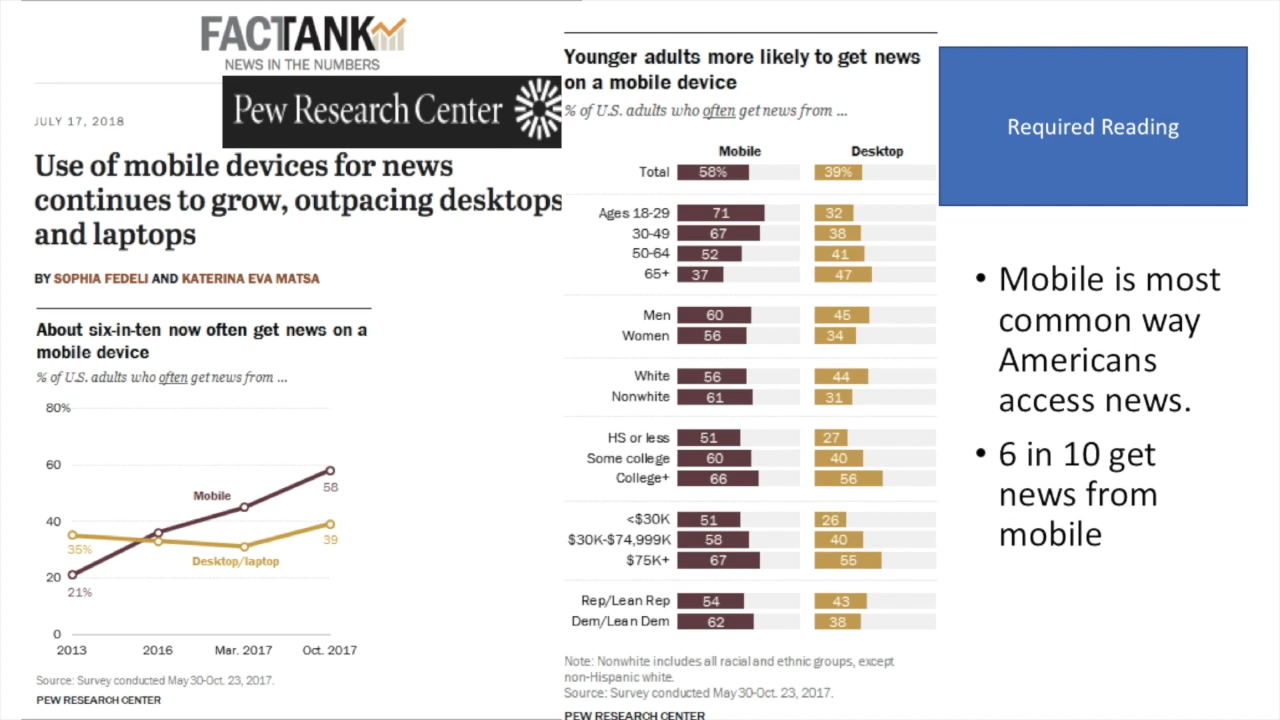 FACTANK
NEWS IN THE NUMBERS
Pew Research Center
JULY 17, 2018
Use of mobile devices for news
continues to grow, outpacing desktops
and laptops
BY SOPHIA FEDELI AND KATERINA EVA MATSA
About six-in-ten now often get news on a
mobile device
% of U.S. adults who often get news from ...
80%
60
40
20
0
Mobile
58
35%
39
Desktop/laptop
21%
2013 2016 Mar. 2017 Oct. 2017
Source: Survey conducted May 30-Oct. 23, 2017.
PEW RESEARCH CENTER
Younger adults more likely to get news
on a mobile device
% of U.S. adults who often get news from ...
Mobile Desktop
Total 58% 39%
Ages 18-29 71 32
30-49 67 38
50-64 52 41
65+ 37 47
Men 60 45
Women 56 34
White 56 44
Nonwhite 61 31
HS or less 51 27
Some college 60 40
College+ 66 56
<$30K 51 26
$30K-$74,999K 58 40
$75K+ 67 55
Rep/Lean Rep 54 43
Dem/Lean Dem 62 38
Note: Nonwhite includes all racial and ethnic groups, except
non-Hispanic white.
Source: Survey conducted May 30-Oct. 23, 2017.
PEW RESEARCH CENTER
Required Reading
• Mobile is most
common way
Americans
access news.
• 6 in 10 get
news from
mobile